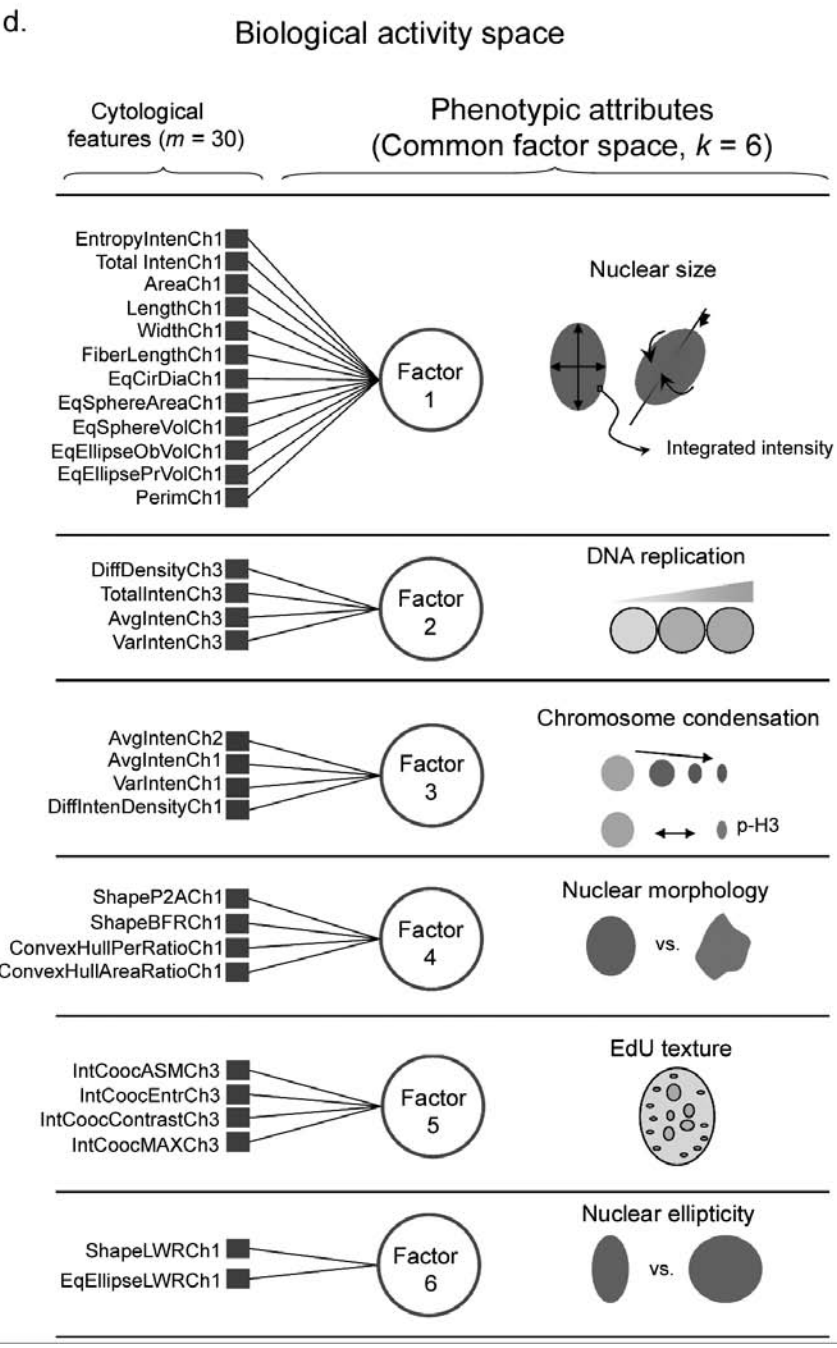 d.
Biological activity space
Cytological
features (m = 30)
Phenotypic attributes
(Common factor space, k = 6)
EntropyIntenCh1
Total IntenCh1
AreaCh1
LengthCh1
WidthCh1
FiberLengthCh1
EqCirDiaCh1
EqSphereAreaCh1
EqSphereVolCh1
EqEllipseObVolCh1
EqEllipsePrVolCh1
PerimCh1
Factor
1
Nuclear size
Integrated intensity
DiffDensityCh3
TotalIntenCh3
AvgIntenCh3
VarIntenCh3
Factor
2
DNA replication
AvgIntenCh2
AvgIntenCh1
VarIntenCh1
DiffIntenDensityCh1
Factor
3
Chromosome condensation
p-H3
ShapeP2ACh1
ShapeBFRCh1
ConvexHullPerRatioCh1
ConvexHullAreaRatioCh1
Factor
4
Nuclear morphology
vs.
IntCoocASMCh3
IntCoocEntrCh3
IntCoocContrastCh3
IntCoocMAXCh3
Factor
5
EdU texture
ShapeLWRCh1
EqEllipseLWRCh1
Factor
6
Nuclear ellipticity
vs.